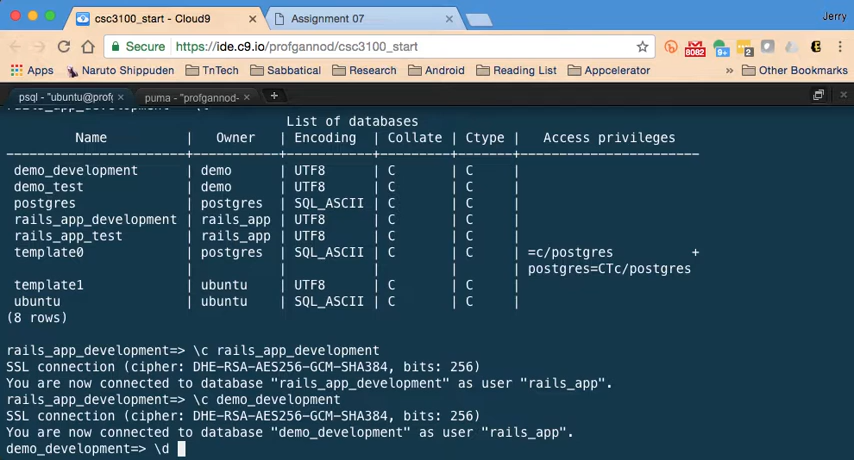 csc3100_start - Cloud9 × Assignment 07 × Jerry
Secure https://ide.c9.io/profgannod/csc3100_start 8082 9+ 2
Apps Naruto Shippuden TnTech Sabbatical Research Android Reading List Appcelerator » Other Bookmarks
psql - "ubuntu@prof × puma - "profgannod- × +
List of databases
Name | Owner | Encoding | Collate | Ctype | Access privileges
demo_development | demo | UTF8 | C | C |
demo_test | demo | UTF8 | C | C |
postgres | postgres | SQL_ASCII | C | C |
rails_app_development | rails_app | UTF8 | C | C |
rails_app_test | rails_app | UTF8 | C | C |
template0 | postgres | SQL_ASCII | C | C | =c/postgres +
| | | | | postgres=CTc/postgres
template1 | ubuntu | UTF8 | C | C |
ubuntu | ubuntu | SQL_ASCII | C | C |
(8 rows)
rails_app_development=> \c rails_app_development
SSL connection (cipher: DHE-RSA-AES256-GCM-SHA384, bits: 256)
You are now connected to database "rails_app_development" as user "rails_app".
rails_app_development=> \c demo_development
SSL connection (cipher: DHE-RSA-AES256-GCM-SHA384, bits: 256)
You are now connected to database "demo_development" as user "rails_app".
demo_development=> \d